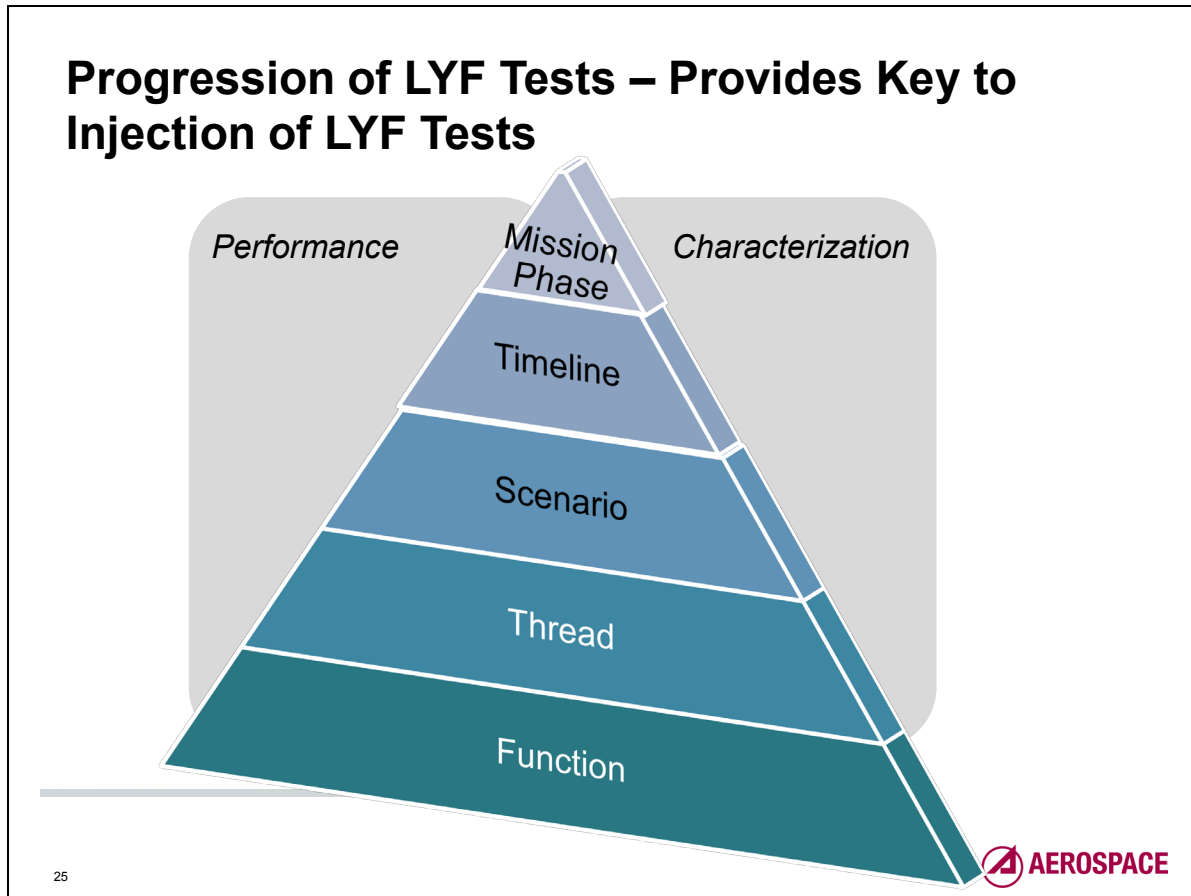 Progression of LYF Tests – Provides Key to
Injection of LYF Tests
Performance
Characterization
Mission
Phase
Timeline
Scenario
Thread
Function
25
AEROSPACE